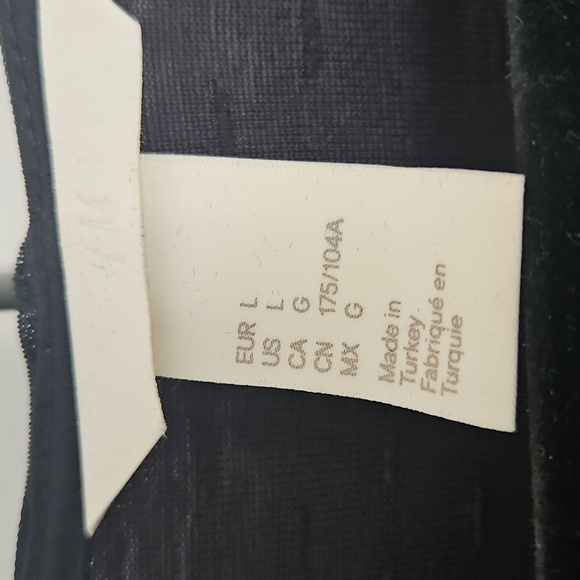 EUR L
US L
CA G
CN 175/104A
MX G
Made in
Turkey
Fabriqué en
Turquie